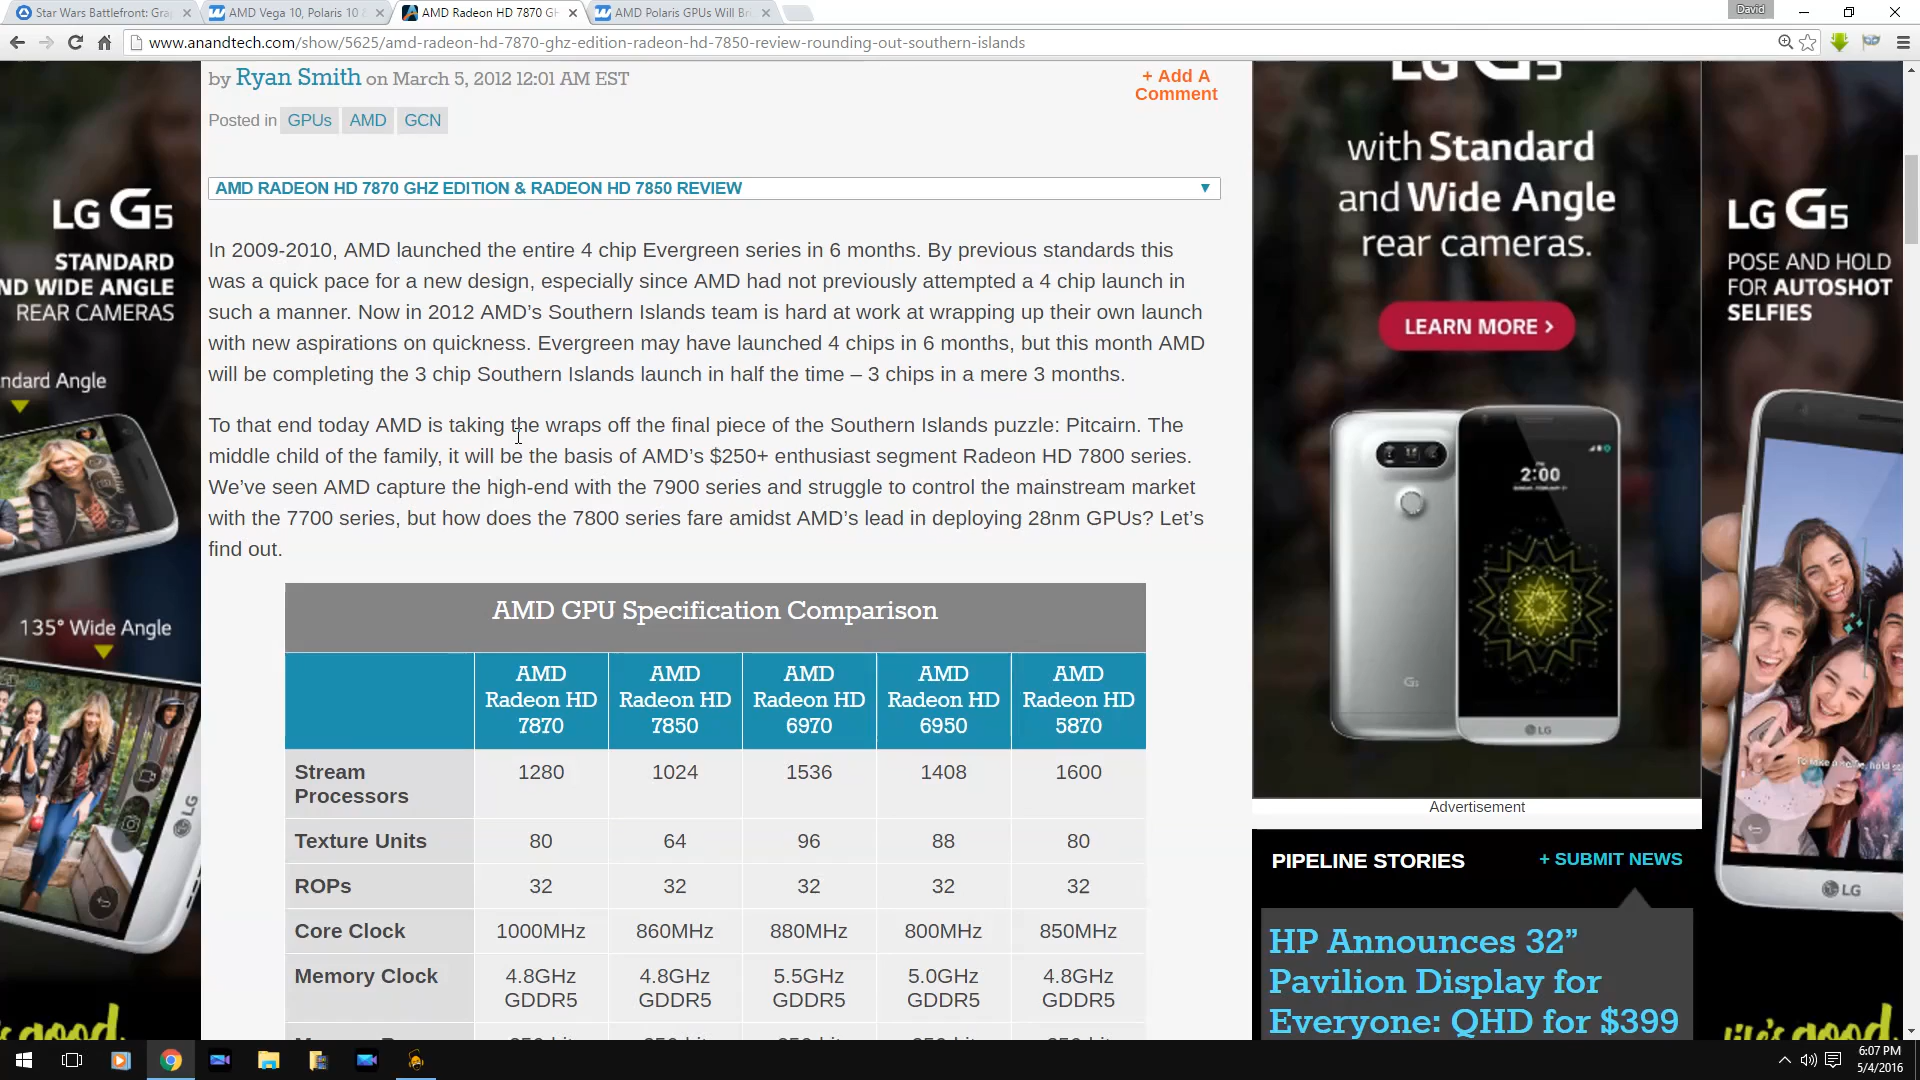 Star Wars Battlefront: Gra
AMD Vega 10, Polaris 10 &
AMD Radeon HD 7870 GH
AMD Polaris GPUs Will Bri
David
www.anandtech.com/show/5625/amd-radeon-hd-7870-ghz-edition-radeon-hd-7850-review-rounding-out-southern-islands
by Ryan Smith on March 5, 2012 12:01 AM EST
+ Add A
Comment
Posted in GPUs AMD GCN
AMD RADEON HD 7870 GHZ EDITION & RADEON HD 7850 REVIEW
In 2009-2010, AMD launched the entire 4 chip Evergreen series in 6 months. By previous standards this
was a quick pace for a new design, especially since AMD had not previously attempted a 4 chip launch in
such a manner. Now in 2012 AMD’s Southern Islands team is hard at work at wrapping up their own launch
with new aspirations on quickness. Evergreen may have launched 4 chips in 6 months, but this month AMD
will be completing the 3 chip Southern Islands launch in half the time – 3 chips in a mere 3 months.
To that end today AMD is taking the wraps off the final piece of the Southern Islands puzzle: Pitcairn. The
middle child of the family, it will be the basis of AMD’s $250+ enthusiast segment Radeon HD 7800 series.
We’ve seen AMD capture the high-end with the 7900 series and struggle to control the mainstream market
with the 7700 series, but how does the 7800 series fare amidst AMD’s lead in deploying 28nm GPUs? Let’s
find out.
AMD GPU Specification Comparison
AMD Radeon HD 7870 AMD Radeon HD 7850 AMD Radeon HD 6970 AMD Radeon HD 6950 AMD Radeon HD 5870
Stream Processors 1280 1024 1536 1408 1600
Texture Units 80 64 96 88 80
ROPs 32 32 32 32 32
Core Clock 1000MHz 860MHz 880MHz 800MHz 850MHz
Memory Clock 4.8GHz GDDR5 4.8GHz GDDR5 5.5GHz GDDR5 5.0GHz GDDR5 4.8GHz GDDR5
LG G5
STANDARD
ND WIDE ANGLE
REAR CAMERAS
ndard Angle
135° Wide Angle
LG
LG G5
with Standard
and Wide Angle
rear cameras.
LEARN MORE >
2:00
G5
LG
Advertisement
PIPELINE STORIES
+ SUBMIT NEWS
HP Announces 32”
Pavilion Display for
Everyone: QHD for $399
LG G5
POSE AND HOLD
FOR AUTOSHOT
SELFIES
LG
6:07 PM
5/4/2016